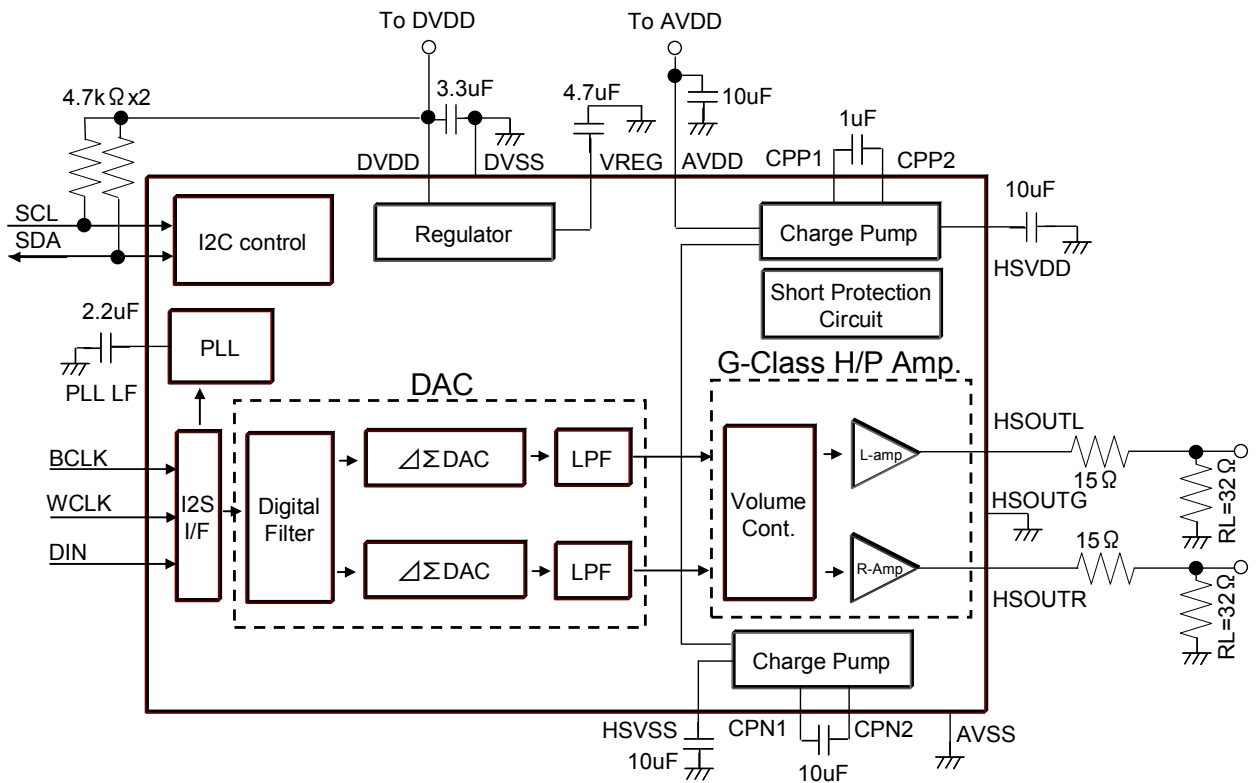 To DVDD
To AVDD
4.7kΩx2
3.3uF
4.7uF
10uF
1uF
DVDD
DVSS
VREG
AVDD
CPP1
CPP2
10uF
SCL
SDA
I2C control
Regulator
Charge Pump
HSVDD
Short Protection
Circuit
2.2uF
PLL
PLL LF
DAC
G-Class H/P Amp.
BCLK
WCLK
DIN
I2S
I/F
Digital
Filter
⊿ΣDAC
LPF
⊿ΣDAC
LPF
Volume
Cont.
L-amp
R-Amp
HSOUTL
15Ω
HSOUTG
RL=32Ω
15Ω
HSOUTR
RL=32Ω
Charge Pump
HSVSS
10uF
CPN1
CPN2
10uF
AVSS